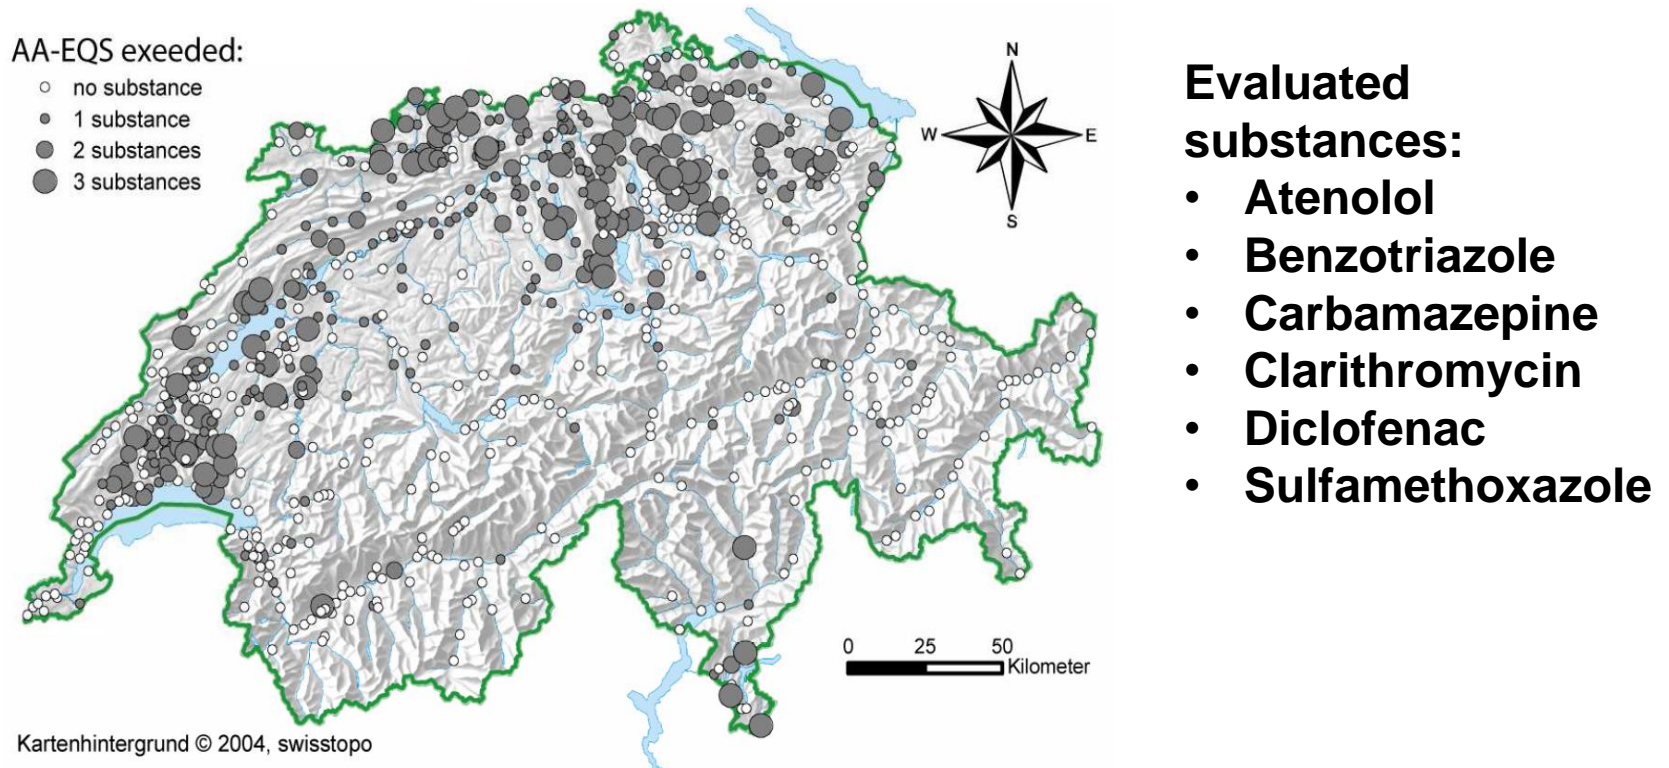 AA-EQS exeeded:
no substance
1 substance
2 substances
3 substances
N
W
E
S
0 25 50
Kilometer
Kartenhintergrund © 2004, swisstopo
Evaluated
substances:
• Atenolol
• Benzotriazole
• Carbamazepine
• Clarithromycin
• Diclofenac
• Sulfamethoxazole